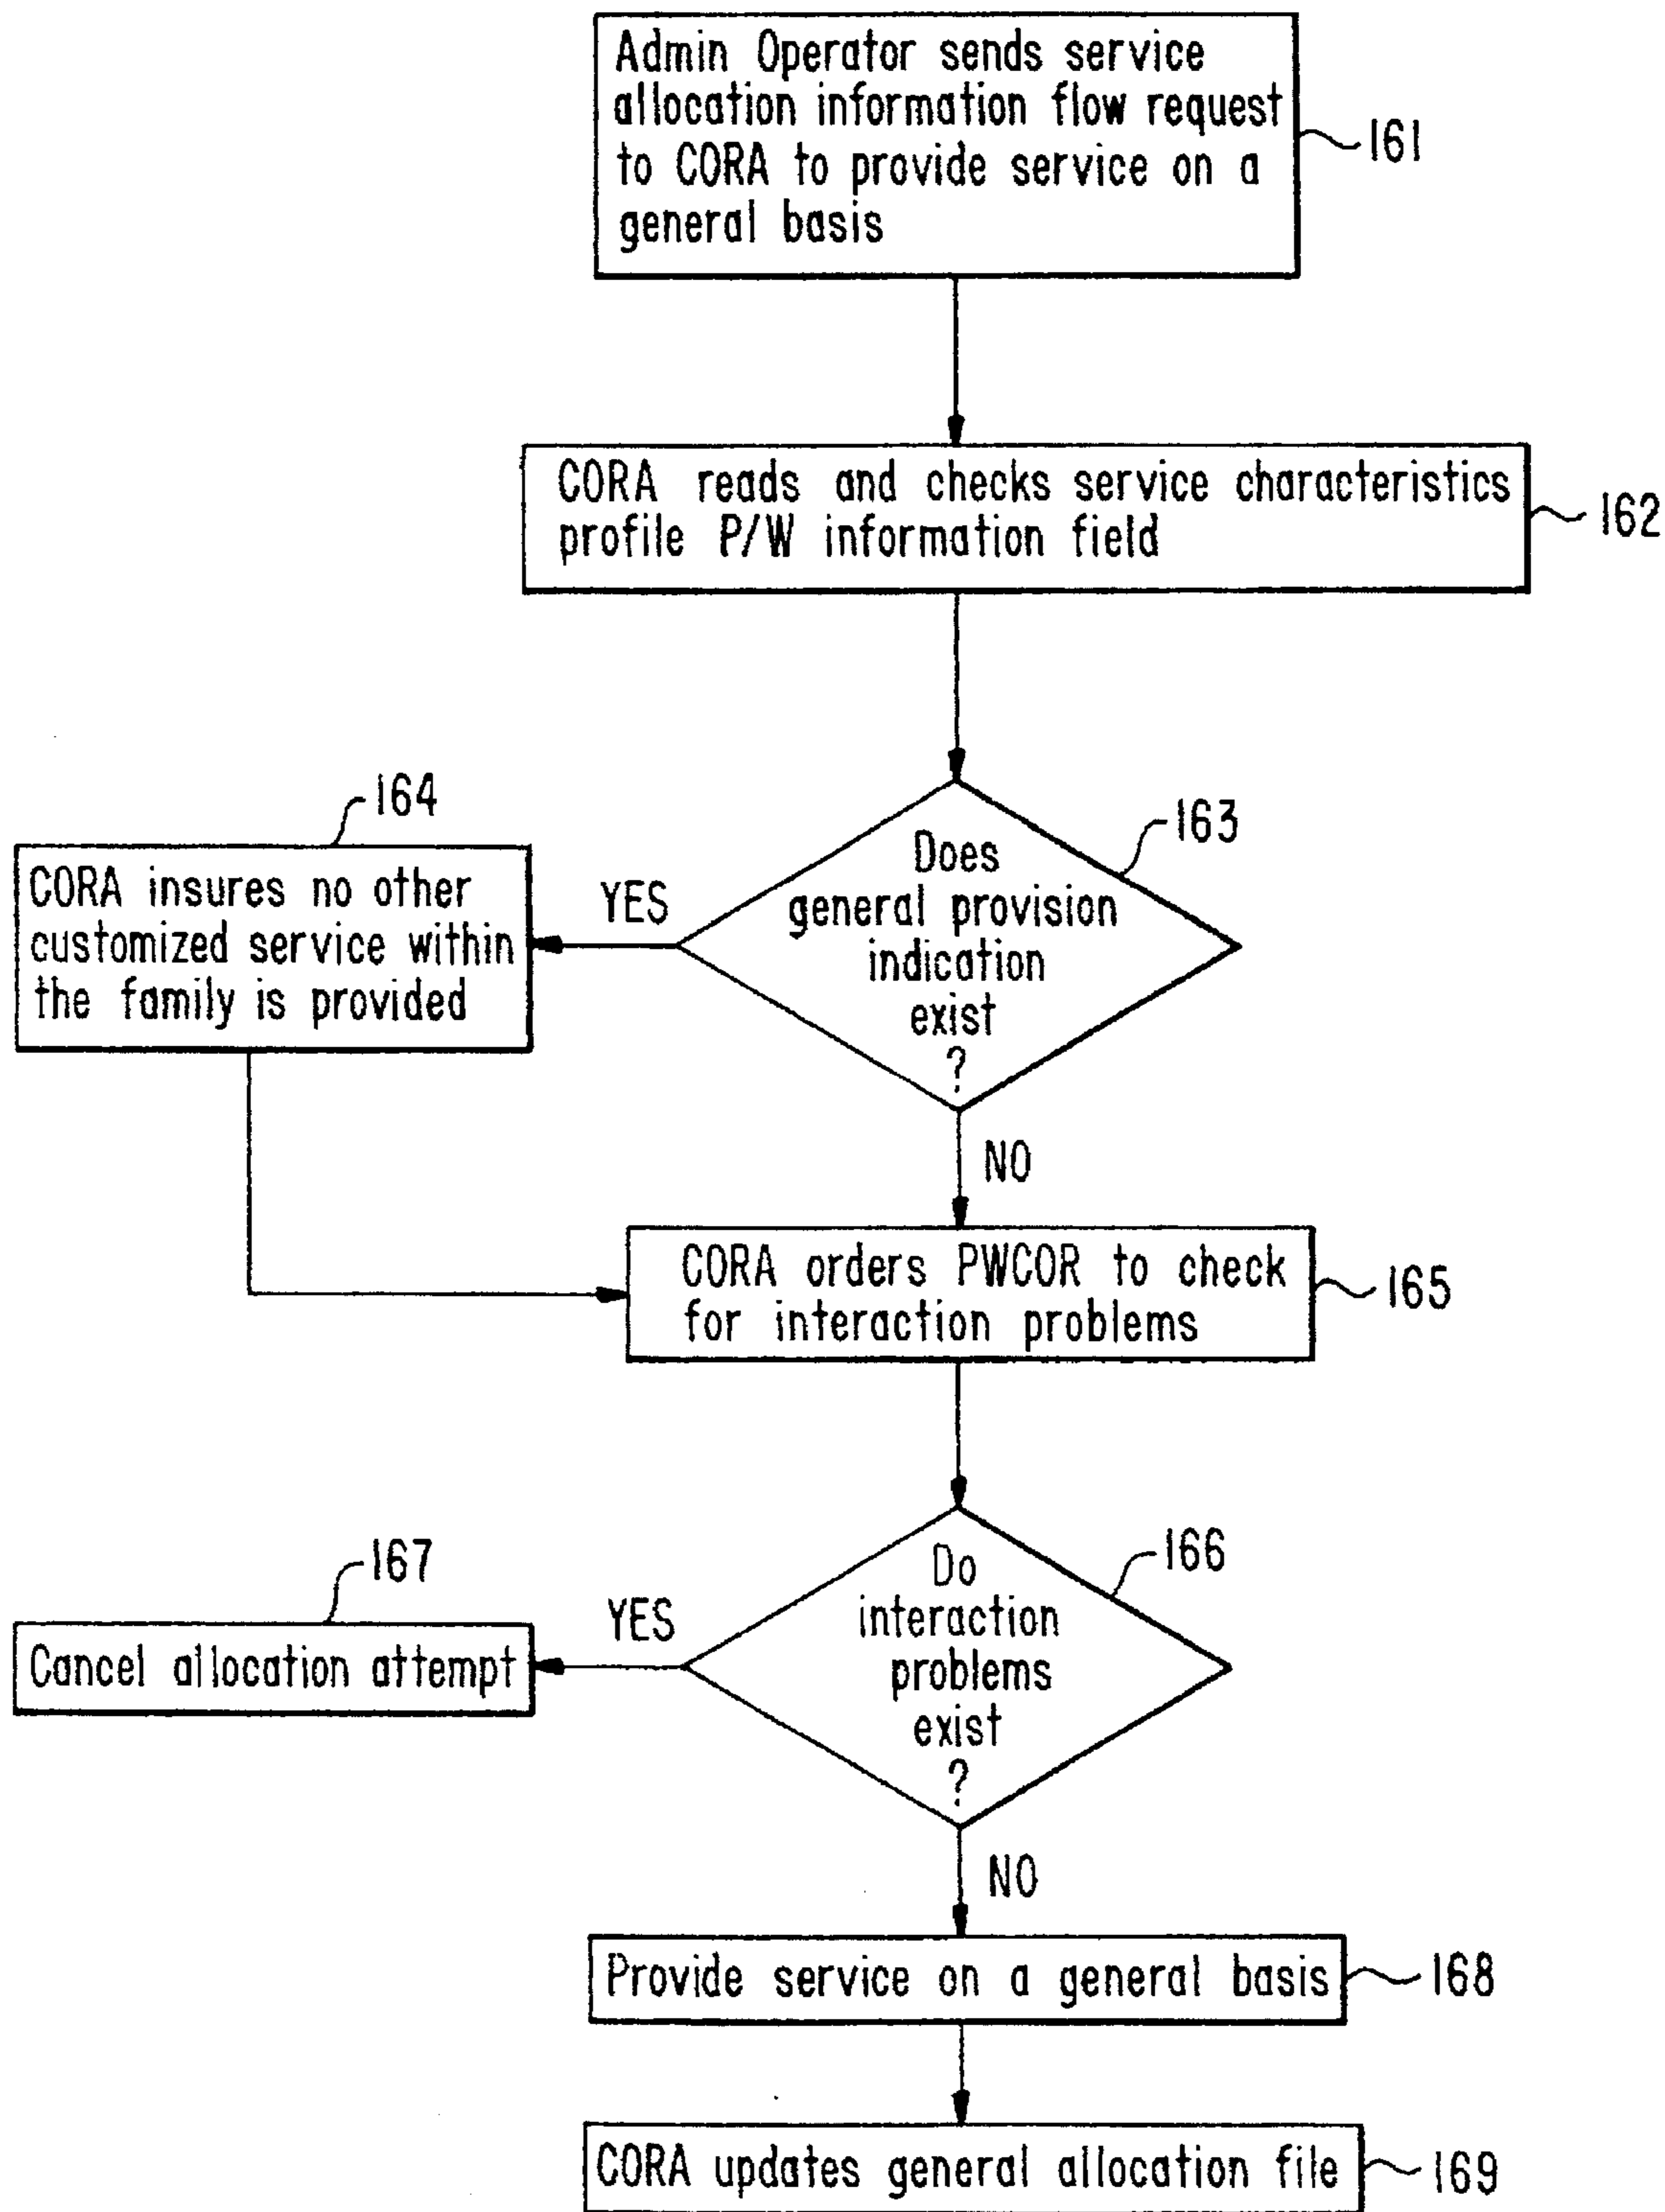 Admin Operator sends service
allocation information flow request
to CORA to provide service on a
general basis
161
CORA reads and checks service characteristics
profile P/W information field
162
163
Does
general provision
indication
exist
?
YES
164
CORA insures no other
customized service within
the family is provided
NO
CORA orders PWCOR to check
for interaction problems
165
166
Do
interaction
problems
exist
?
YES
167
Cancel allocation attempt
NO
Provide service on a general basis
168
CORA updates general allocation file
169